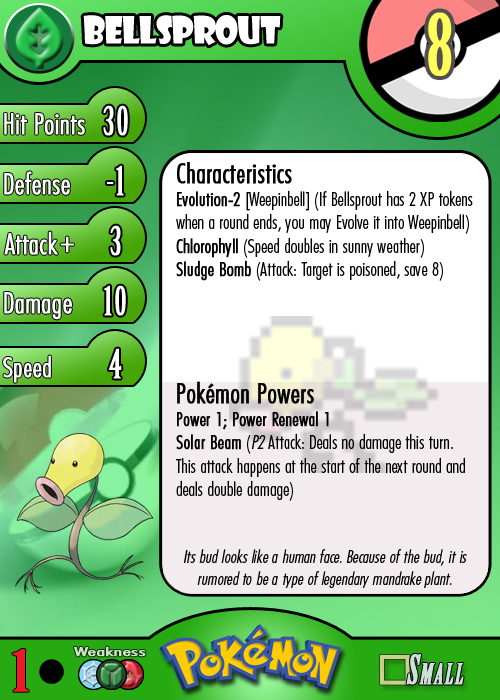 BELLSPROUT
8
Hit Points 30
Defense -1
Attack+ 3
Damage 10
Speed 4
Characteristics
Evolution-2 [Weepinbell] (If Bellsprout has 2 XP tokens
when a round ends, you may Evolve it into Weepinbell)
Chlorophyll (Speed doubles in sunny weather)
Sludge Bomb (Attack: Target is poisoned, save 8)
Pokémon Powers
Power 1; Power Renewal 1
Solar Beam (P2 Attack: Deals no damage this turn.
This attack happens at the start of the next round and
deals double damage)
Its bud looks like a human face. Because of the bud, it is
rumored to be a type of legendary mandrake plant.
1
Weakness
POKéMON
SMALL